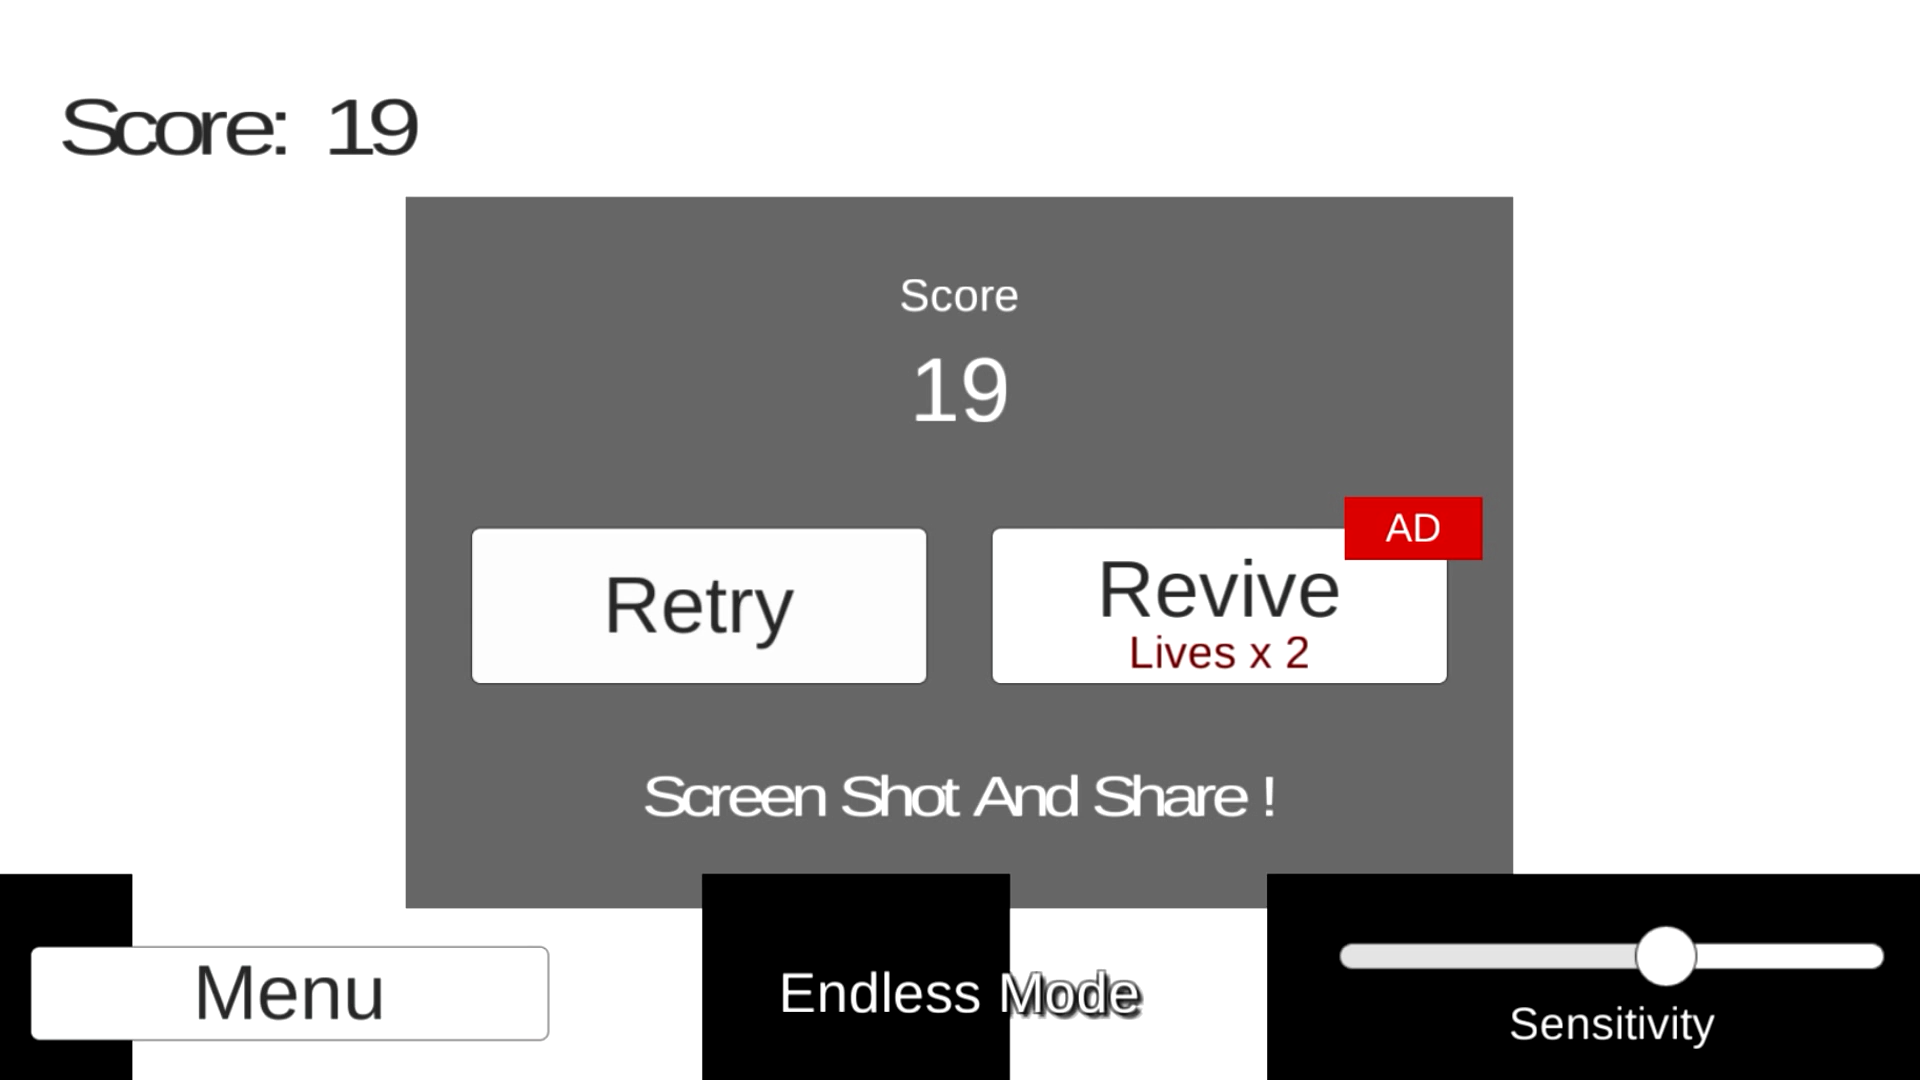 Score: 19
Score
19
AD
Retry
Revive
Lives x 2
Screen Shot And Share !
Menu
Endless Mode
Sensitivity